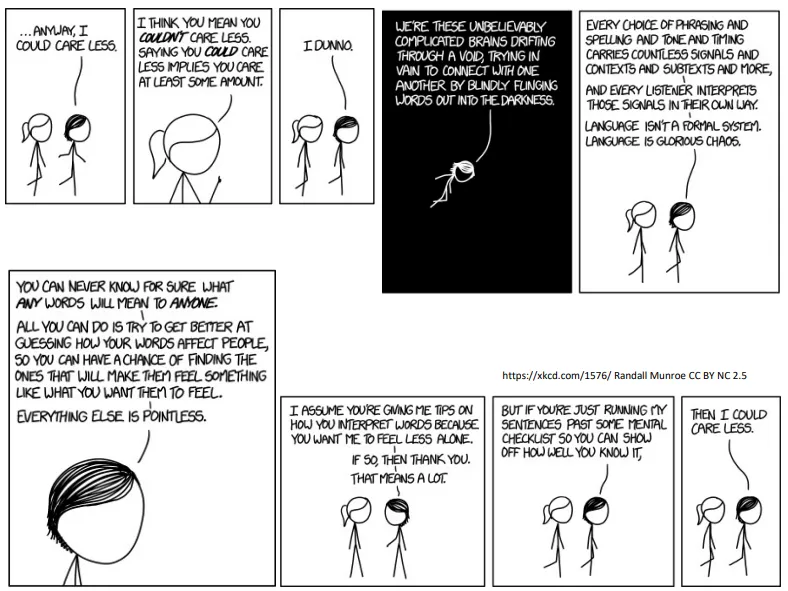 ...ANYWAY, I
COULD CARE LESS.
I THINK YOU MEAN YOU
COULDN'T CARE LESS.
SAYING YOU COULD CARE
LESS IMPLIES YOU CARE
AT LEAST SOME AMOUNT.
I DUNNO.
WE'RE THESE UNBELIEVABLY
COMPLICATED BRAINS DRIFTING
THROUGH A VOID, TRYING IN
VAIN TO CONNECT WITH ONE
ANOTHER BY BLINDLY FLINGING
WORDS OUT INTO THE DARKNESS.
EVERY CHOICE OF PHRASING AND
SPELLING AND TONE AND TIMING
CARRIES COUNTLESS SIGNALS AND
CONTEXTS AND SUBTEXTS AND MORE,
AND EVERY LISTENER INTERPRETS
THOSE SIGNALS IN THEIR OWN WAY.
LANGUAGE ISN'T A FORMAL SYSTEM.
LANGUAGE IS GLORIOUS CHAOS.
YOU CAN NEVER KNOW FOR SURE WHAT
ANY WORDS WILL MEAN TO ANYONE.
ALL YOU CAN DO IS TRY TO GET BETTER AT
GUESSING HOW YOUR WORDS AFFECT PEOPLE,
SO YOU CAN HAVE A CHANCE OF FINDING THE
ONES THAT WILL MAKE THEM FEEL SOMETHING
LIKE WHAT YOU WANT THEM TO FEEL.
EVERYTHING ELSE IS POINTLESS.
https://xkcd.com/1576/ Randall Munroe CC BY NC 2.5
I ASSUME YOU'RE GIVING ME TIPS ON
HOW YOU INTERPRET WORDS BECAUSE
YOU WANT ME TO FEEL LESS ALONE.
IF SO, THEN THANK YOU.
THAT MEANS A LOT.
BUT IF YOU'RE JUST RUNNING MY
SENTENCES PAST SOME MENTAL
CHECKLIST SO YOU CAN SHOW
OFF HOW WELL YOU KNOW IT,
THEN I COULD
CARE LESS.